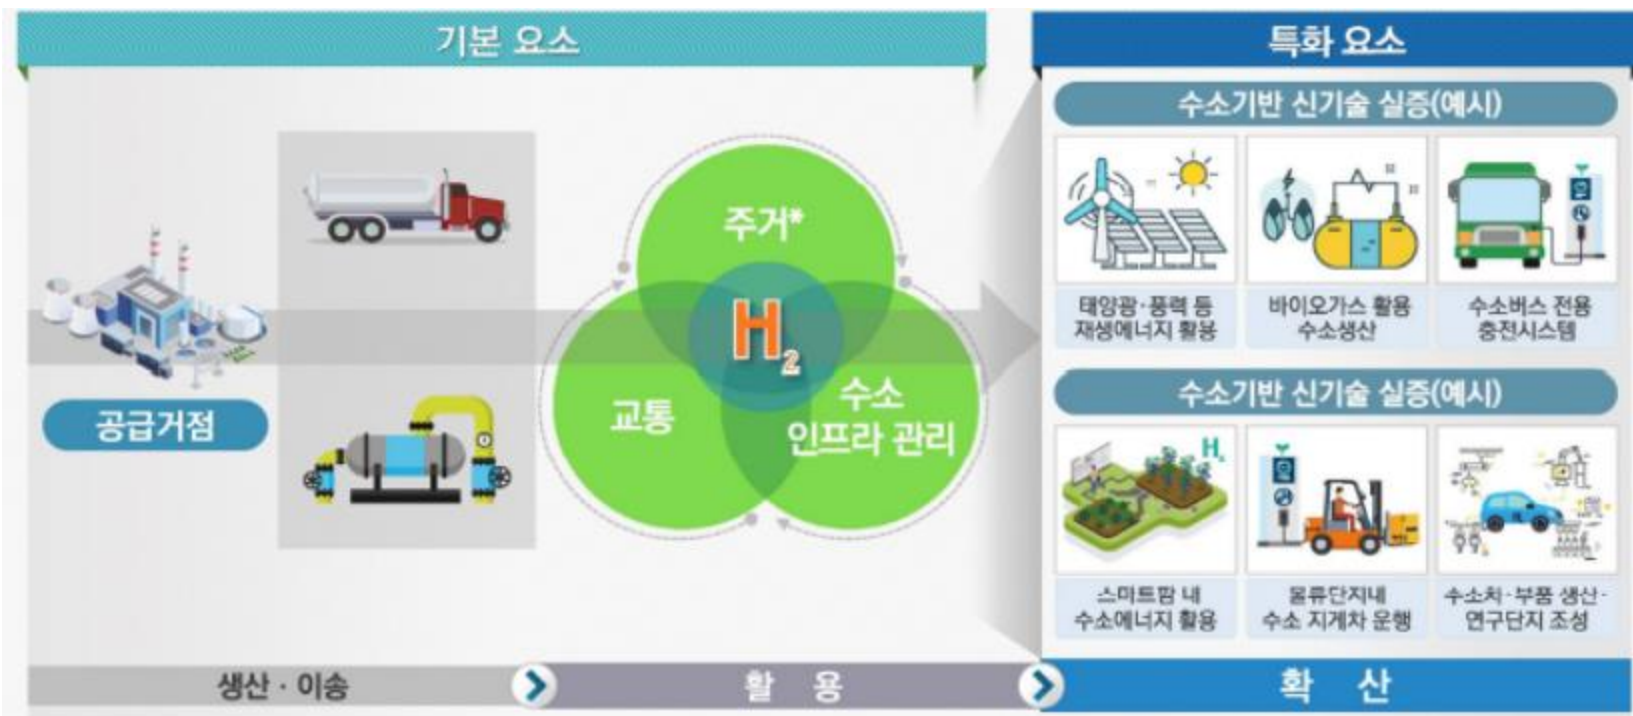 기본 요소
공급거점
주거*
H2
교통
수소
인프라 관리
생산 · 이송
활 용
특화 요소
수소기반 신기술 실증(예시)
태양광·풍력 등
재생에너지 활용
바이오가스 활용
수소생산
수소버스 전용
충전시스템
수소기반 신기술 실증(예시)
스마트팜 내
수소에너지 활용
물류단지내
수소 지게차 운행
수소차·부품 생산·
연구단지 조성
확 산